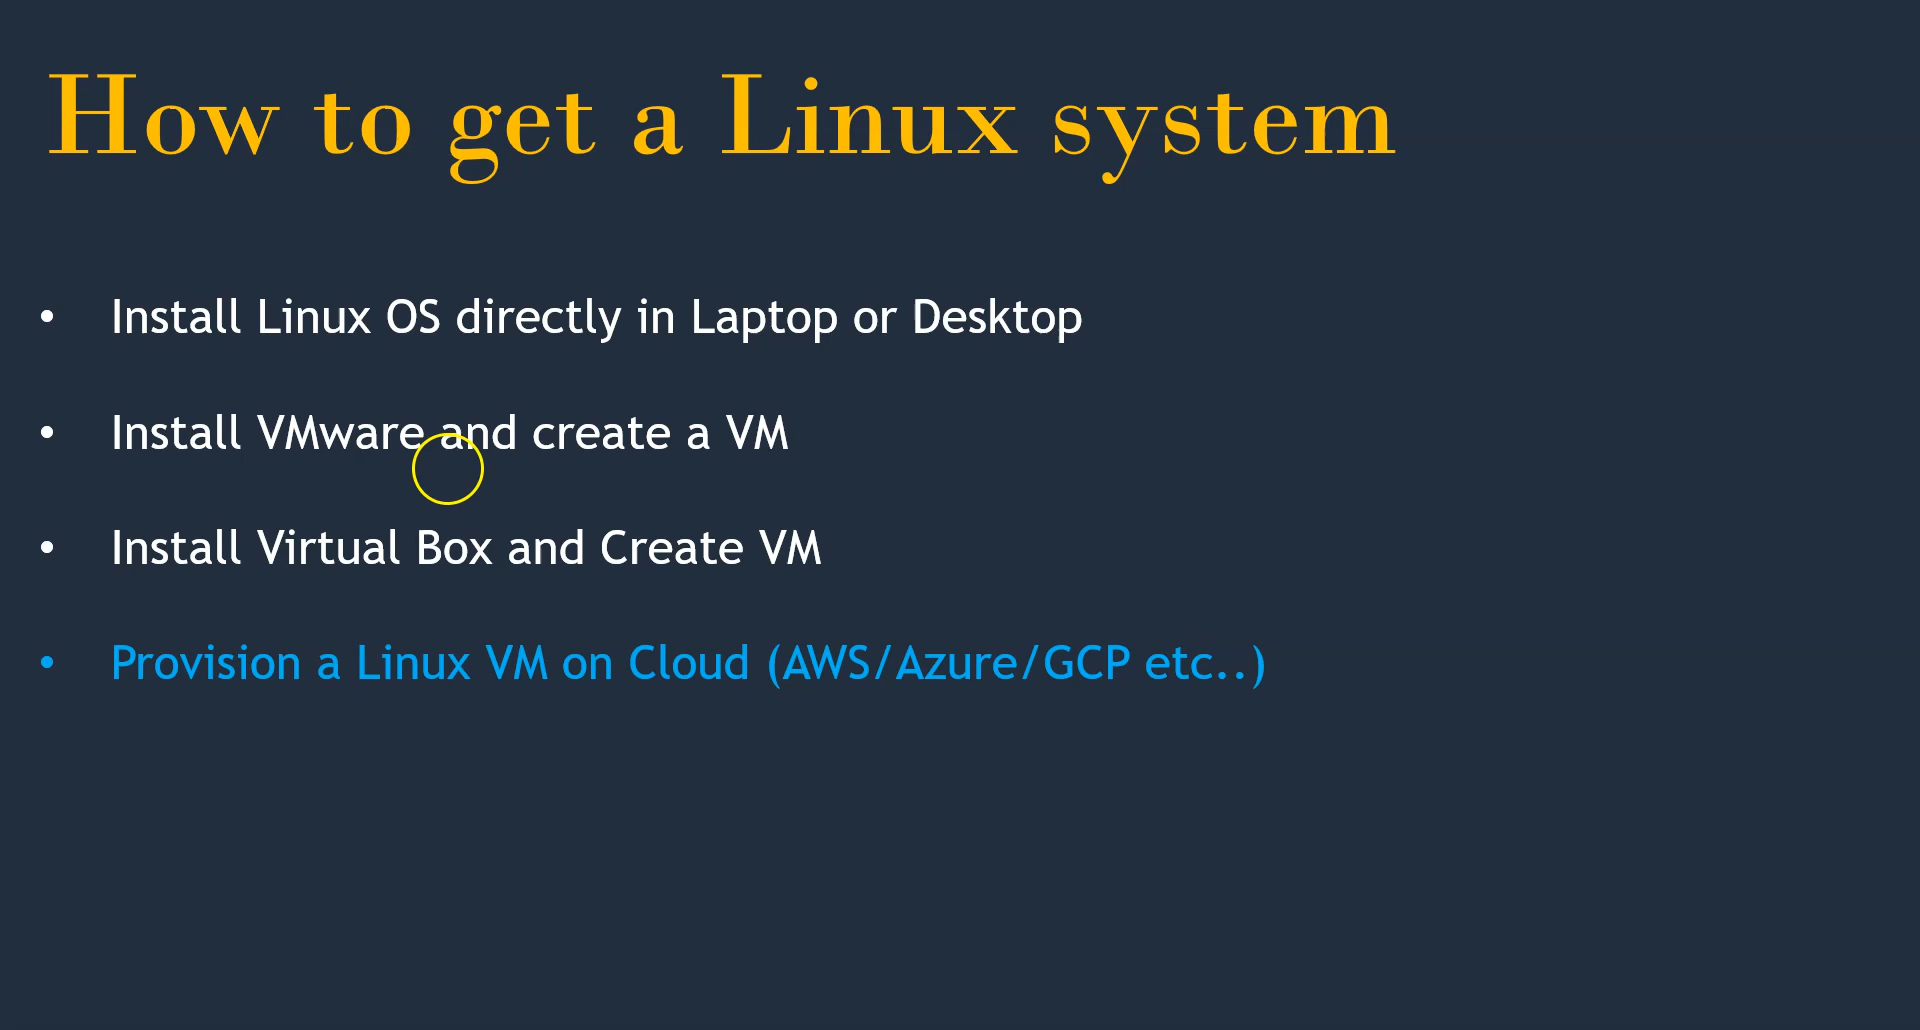 How to get a Linux system
• Install Linux OS directly in Laptop or Desktop
• Install VMware and create a VM
• Install Virtual Box and Create VM
• Provision a Linux VM on Cloud (AWS/Azure/GCP etc..)